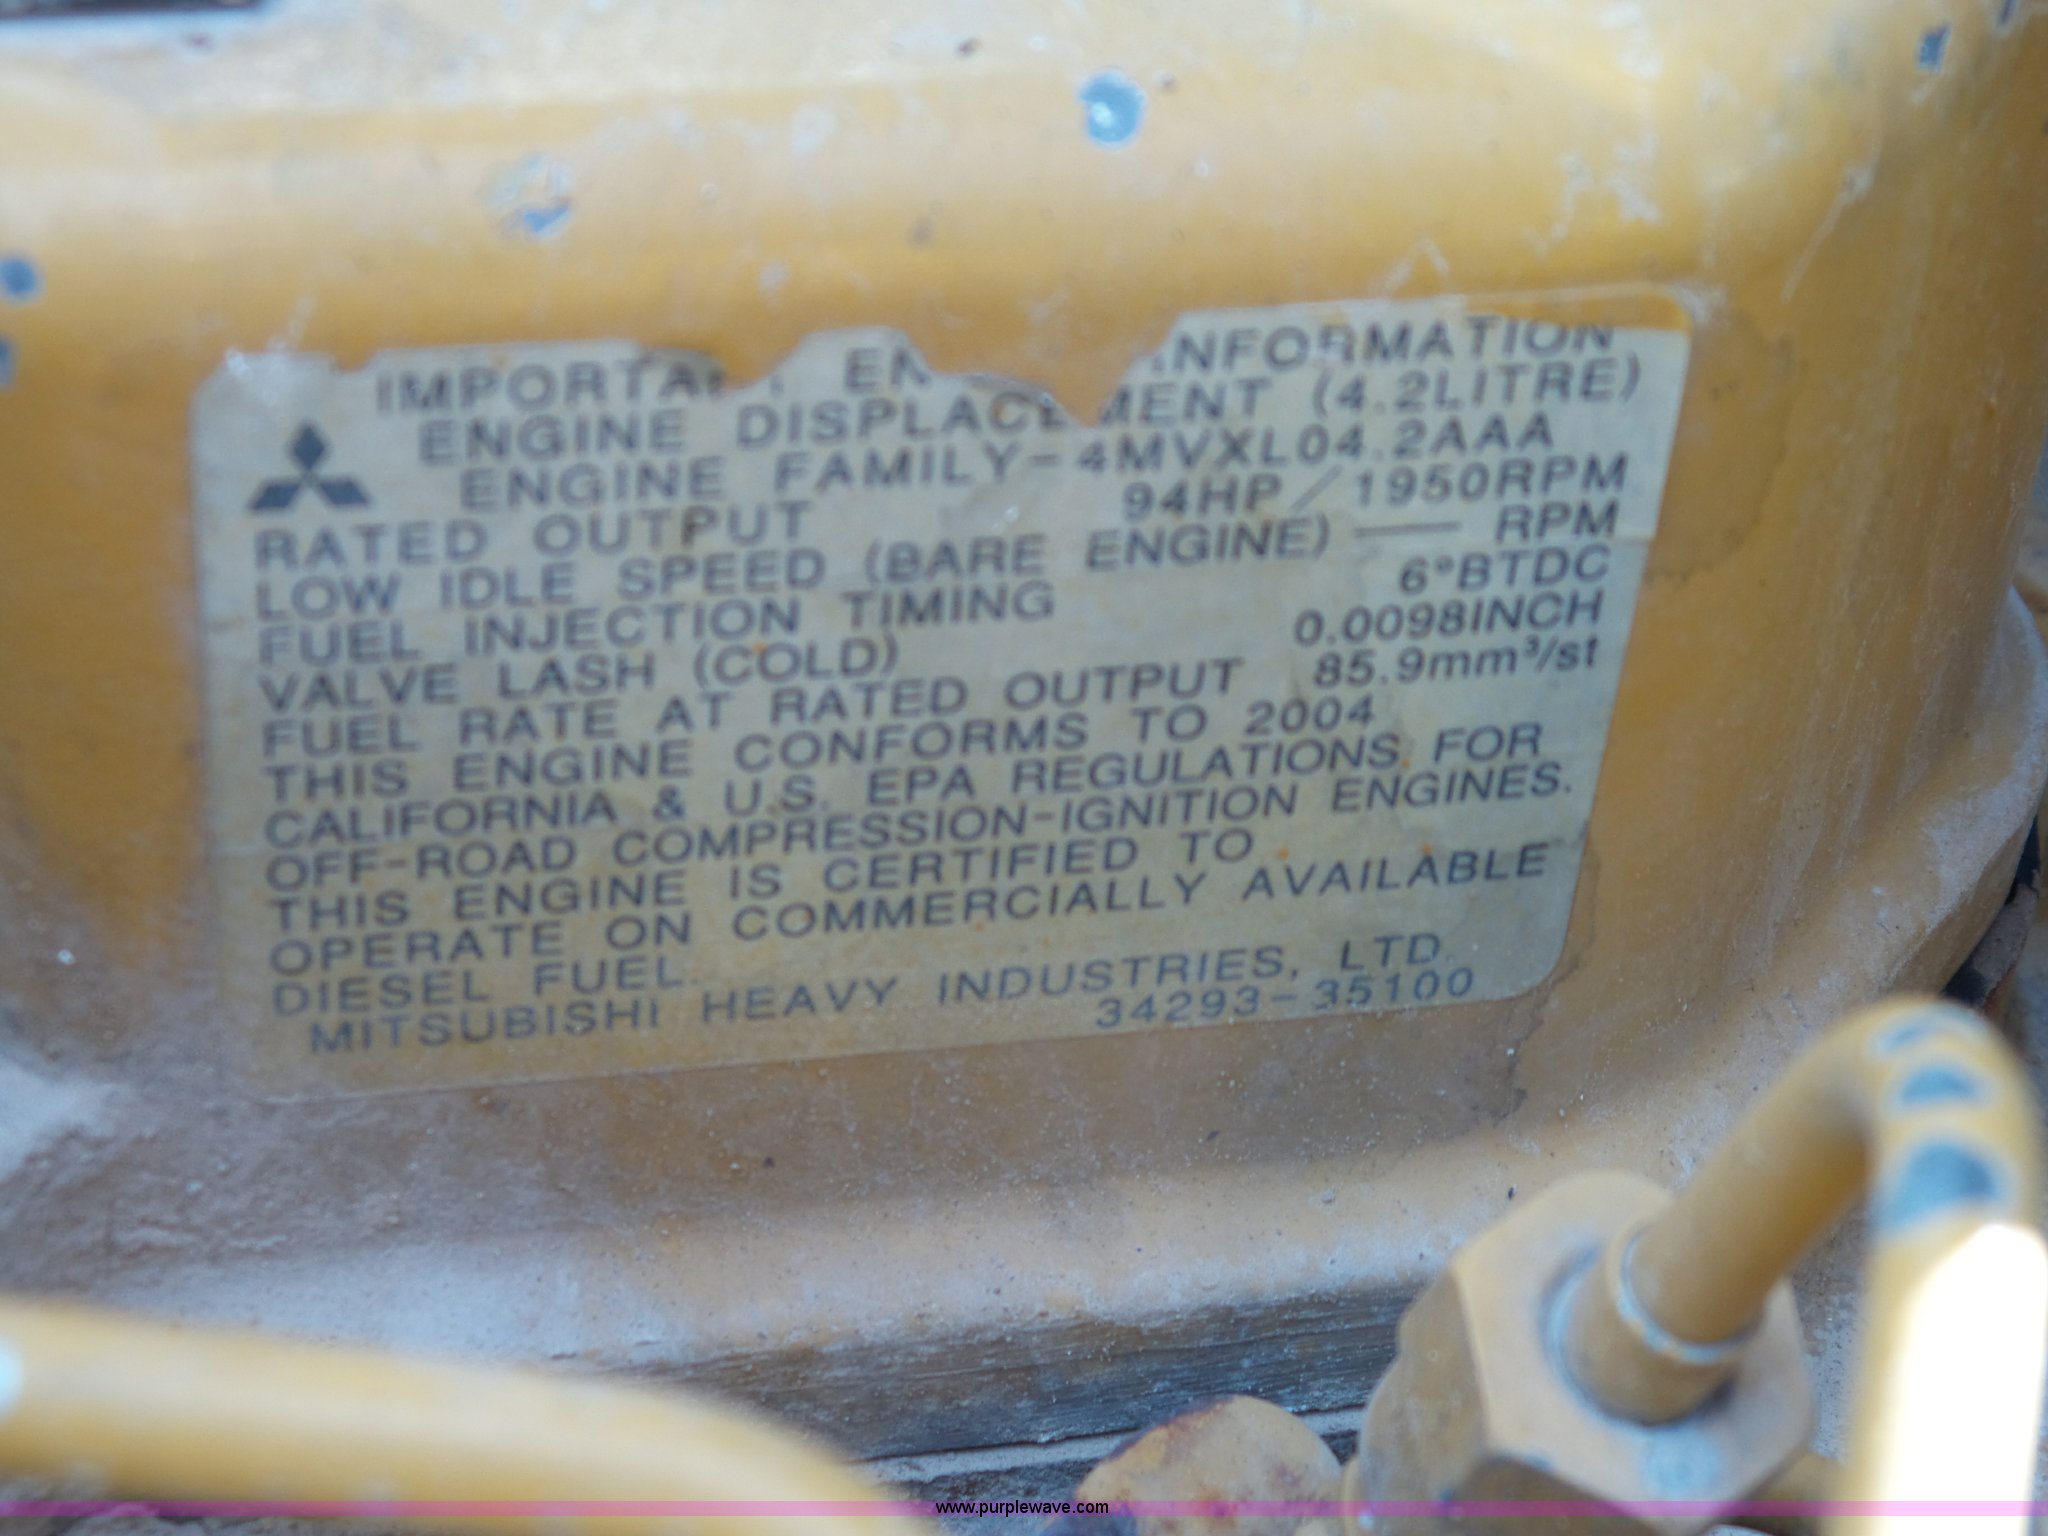 IMPORTANT EN INFORMATION
ENGINE DISPLACEMENT (4.2LITRE)
ENGINE FAMILY-4MVXL04.2AAA
RATED OUTPUT 94HP/1950RPM
LOW IDLE SPEED (BARE ENGINE) —— RPM
FUEL INJECTION TIMING 6°BTDC
VALVE LASH (COLD) 0.0098INCH
FUEL RATE AT RATED OUTPUT 85.9mm³/st
THIS ENGINE CONFORMS TO 2004
CALIFORNIA & U.S. EPA REGULATIONS FOR
OFF-ROAD COMPRESSION-IGNITION ENGINES.
THIS ENGINE IS CERTIFIED TO
OPERATE ON COMMERCIALLY AVAILABLE
DIESEL FUEL.
MITSUBISHI HEAVY INDUSTRIES, LTD.
34293-35100
www.purplewave.com